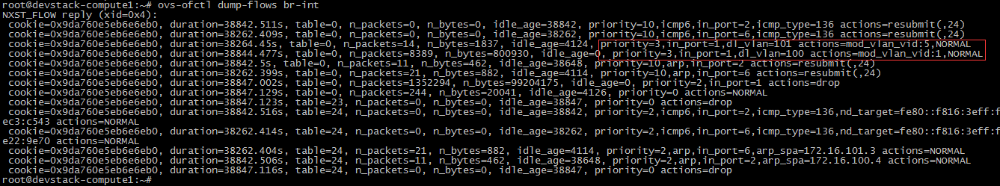 root@devstack-compute1:~# ovs-ofctl dump-flows br-int
NXST_FLOW reply (xid=0x4):
 cookie=0x9da760e5eb6e6eb0, duration=38842.511s, table=0, n_packets=0, n_bytes=0, idle_age=38842, priority=10,icmp6,in_port=2,icmp_type=136 actions=resubmit(,24)
 cookie=0x9da760e5eb6e6eb0, duration=38262.409s, table=0, n_packets=0, n_bytes=0, idle_age=38262, priority=10,icmp6,in_port=6,icmp_type=136 actions=resubmit(,24)
 cookie=0x9da760e5eb6e6eb0, duration=38264.45s, table=0, n_packets=14, n_bytes=1837, idle_age=4124, priority=3,in_port=1,dl_vlan=101 actions=mod_vlan_vid:5,NORMAL
 cookie=0x9da760e5eb6e6eb0, duration=38844.477s, table=0, n_packets=8389, n_bytes=800930, idle_age=0, priority=3,in_port=1,dl_vlan=100 actions=mod_vlan_vid:1,NORMAL
 cookie=0x9da760e5eb6e6eb0, duration=38842.5s, table=0, n_packets=11, n_bytes=462, idle_age=38648, priority=10,arp,in_port=2 actions=resubmit(,24)
 cookie=0x9da760e5eb6e6eb0, duration=38262.399s, table=0, n_packets=21, n_bytes=882, idle_age=4114, priority=10,arp,in_port=6 actions=resubmit(,24)
 cookie=0x9da760e5eb6e6eb0, duration=38847.002s, table=0, n_packets=1352294, n_bytes=99204175, idle_age=0, priority=2,in_port=1 actions=drop
 cookie=0x9da760e5eb6e6eb0, duration=38847.129s, table=0, n_packets=244, n_bytes=20041, idle_age=4126, priority=0 actions=NORMAL
 cookie=0x9da760e5eb6e6eb0, duration=38847.123s, table=23, n_packets=0, n_bytes=0, idle_age=38847, priority=0 actions=drop
 cookie=0x9da760e5eb6e6eb0, duration=38842.516s, table=24, n_packets=0, n_bytes=0, idle_age=38842, priority=2,icmp6,in_port=2,icmp_type=136,nd_target=fe80::f816:3eff:f
ec3:c543 actions=NORMAL
 cookie=0x9da760e5eb6e6eb0, duration=38262.414s, table=24, n_packets=0, n_bytes=0, idle_age=38262, priority=2,icmp6,in_port=6,icmp_type=136,nd_target=fe80::f816:3eff:f
e22:9e70 actions=NORMAL
 cookie=0x9da760e5eb6e6eb0, duration=38262.404s, table=24, n_packets=21, n_bytes=882, idle_age=4114, priority=2,arp,in_port=6,arp_spa=172.16.101.3 actions=NORMAL
 cookie=0x9da760e5eb6e6eb0, duration=38842.506s, table=24, n_packets=11, n_bytes=462, idle_age=38648, priority=2,arp,in_port=2,arp_spa=172.16.100.4 actions=NORMAL
 cookie=0x9da760e5eb6e6eb0, duration=38847.116s, table=24, n_packets=0, n_bytes=0, idle_age=38847, priority=0 actions=drop
root@devstack-compute1:~#